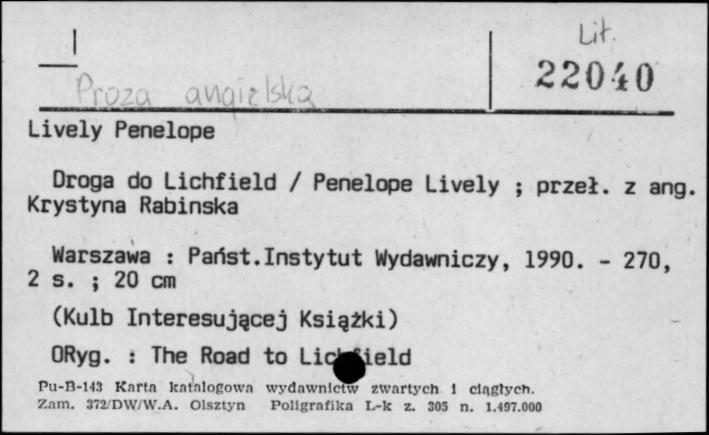 Lit.
22040
Proza angielska
Lively Penelope
Droga do Lichfield / Penelope Lively ; przeł. z ang.
Krystyna Rabinska
Warszawa : Państ.Instytut Wydawniczy, 1990. - 270,
2 s. ; 20 cm
(Kulb Interesującej Książki)
ORyg. : The Road to Lichfield
Pu-B-143 Karta katalogowa wydawnictw zwartych i ciągłych.
Zam. 372/DW/W.A. Olsztyn Poligrafika L-k z. 305 n. 1.497.000